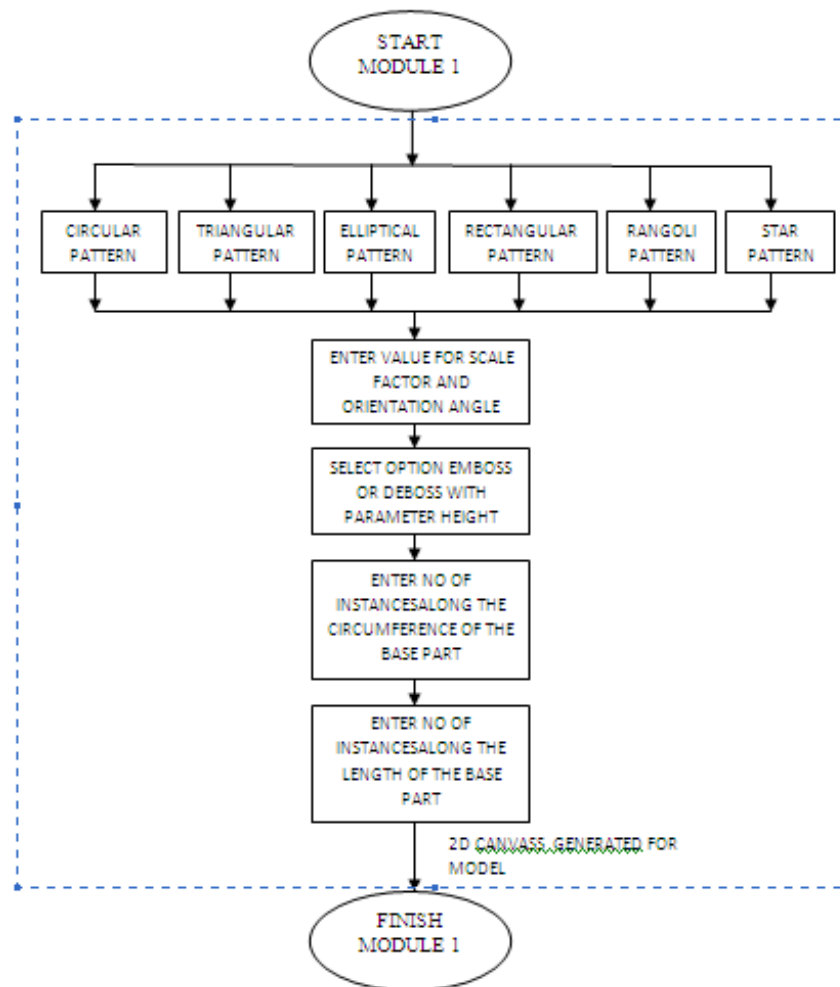 START
MODULE 1
CIRCULAR
PATTERN
TRIANGULAR
PATTERN
ELLIPTICAL
PATTERN
RECTANGULAR
PATTERN
RANGOLI
PATTERN
STAR
PATTERN
ENTER VALUE FOR SCALE
FACTOR AND
ORIENTATION ANGLE
SELECT OPTION EMBOSS
OR DEBOSS WITH
PARAMETER HEIGHT
ENTER NO OF
INSTANCESALONG THE
CIRCUMFERENCE OF THE
BASE PART
ENTER NO OF
INSTANCESALONG THE
LENGTH OF THE BASE
PART
2D CANVASS GENERATED FOR
MODEL
FINISH
MODULE 1